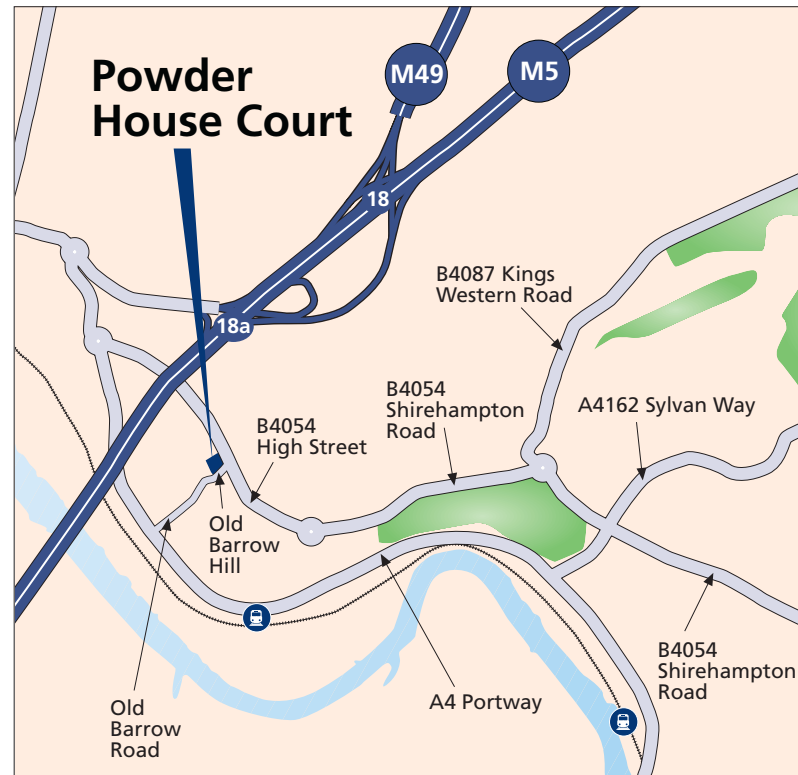 Powder
House Court
M49
M5
18
18a
B4087 Kings
Western Road
B4054
Shirehampton
Road
A4162 Sylvan Way
B4054
High Street
Old
Barrow
Hill
Old
Barrow
Road
A4 Portway
B4054
Shirehampton
Road